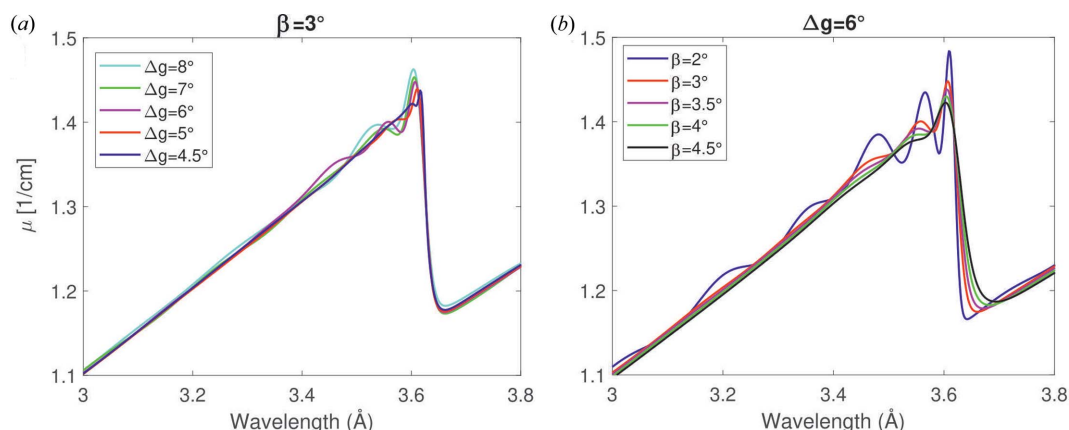 (a)
β=3°
1.5
1.4
1.3
1.2
1.1
μ [1/cm]
Δg=8°
Δg=7°
Δg=6°
Δg=5°
Δg=4.5°
3 3.2 3.4 3.6 3.8
Wavelength (Å)
(b)
Δg=6°
1.5
1.4
1.3
1.2
1.1
β=2°
β=3°
β=3.5°
β=4°
β=4.5°
3 3.2 3.4 3.6 3.8
Wavelength (Å)